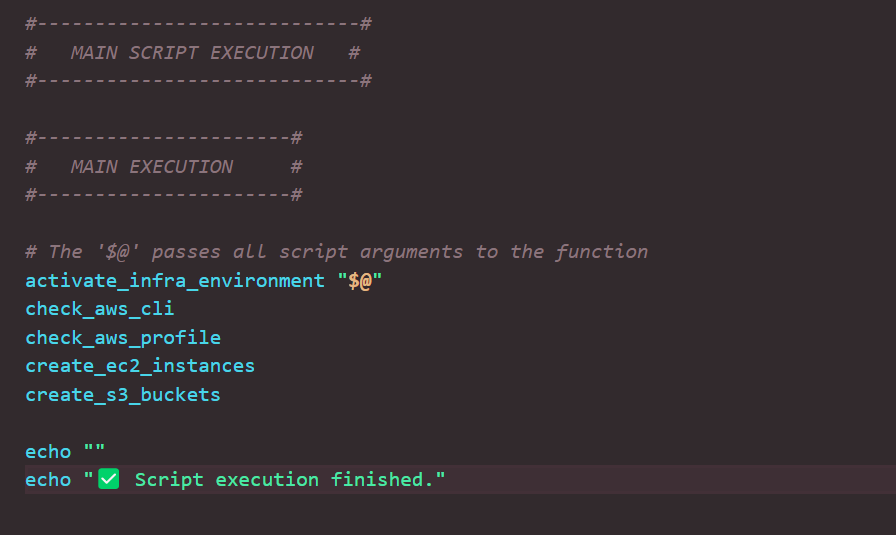 #----------------------------#
#   MAIN SCRIPT EXECUTION   #
#----------------------------#
#----------------------#
#   MAIN EXECUTION     #
#----------------------#
# The '$@' passes all script arguments to the function
activate_infra_environment "$@"
check_aws_cli
check_aws_profile
create_ec2_instances
create_s3_buckets
echo ""
echo "✅ Script execution finished."